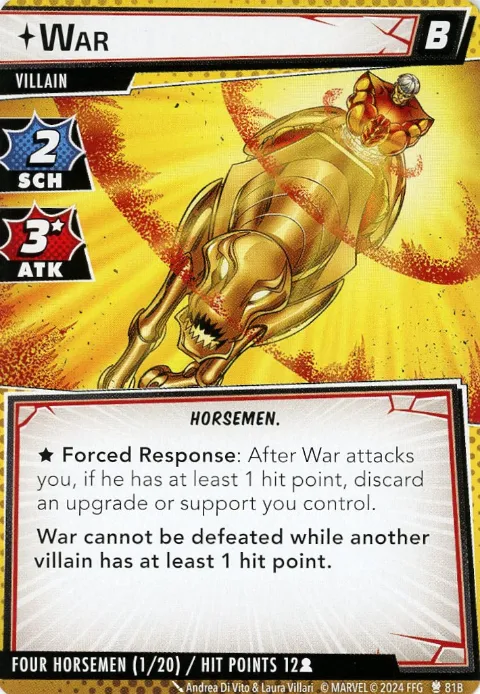 War
B
VILLAIN
2
SCH
3★
ATK
HORSEMEN.
★ Forced Response: After War attacks
you, if he has at least 1 hit point, discard
an upgrade or support you control.
War cannot be defeated while another
villain has at least 1 hit point.
FOUR HORSEMEN (1/20) / HIT POINTS 12
Andrea Di Vito & Laura Villari © MARVEL © 2024 FFG 81B